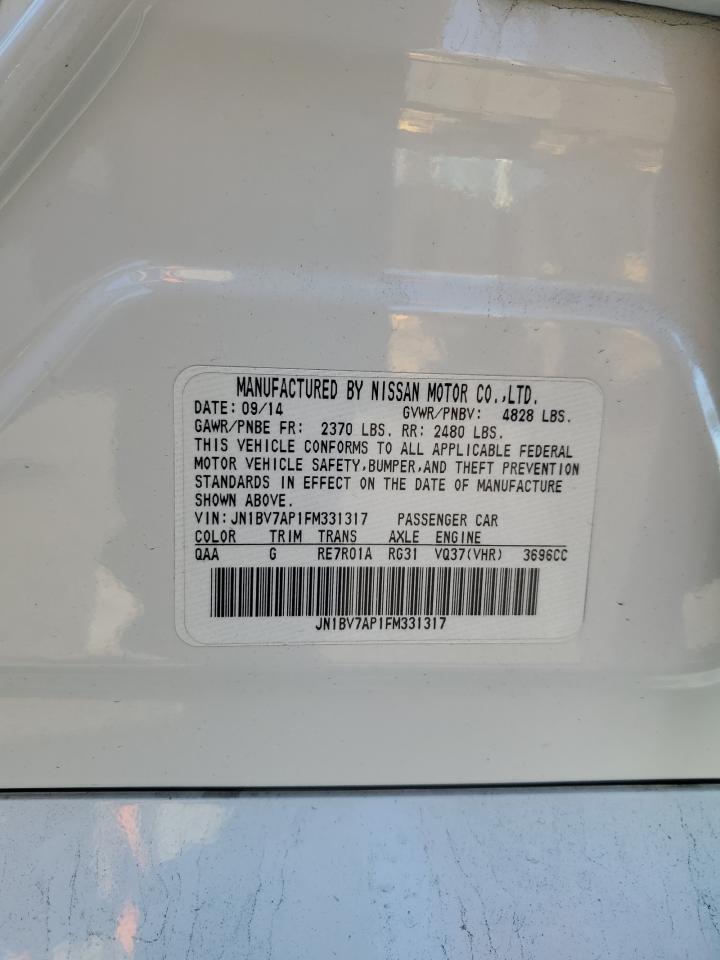 MANUFACTURED BY NISSAN MOTOR CO.,LTD.
DATE: 09/14 GVWR/PNBV: 4828 LBS.
GAWR/PNBE FR: 2370 LBS. RR: 2480 LBS.
THIS VEHICLE CONFORMS TO ALL APPLICABLE FEDERAL
MOTOR VEHICLE SAFETY,BUMPER,AND THEFT PREVENTION
STANDARDS IN EFFECT ON THE DATE OF MANUFACTURE
SHOWN ABOVE.
VIN: JN1BV7AP1FM331317 PASSENGER CAR
COLOR TRIM TRANS AXLE ENGINE
QAA G RE7R01A RG31 VQ37(VHR) 3696CC
JN1BV7AP1FM331317